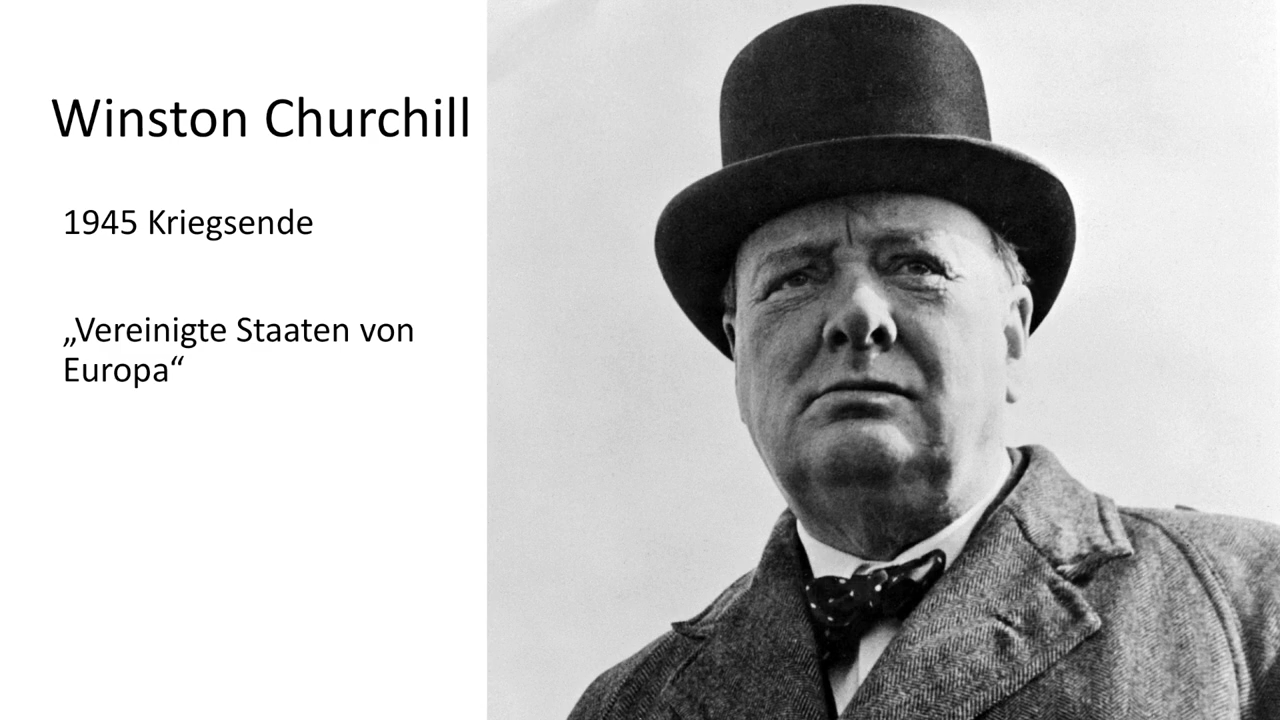 Winston Churchill
1945 Kriegsende
„Vereinigte Staaten von
Europa“